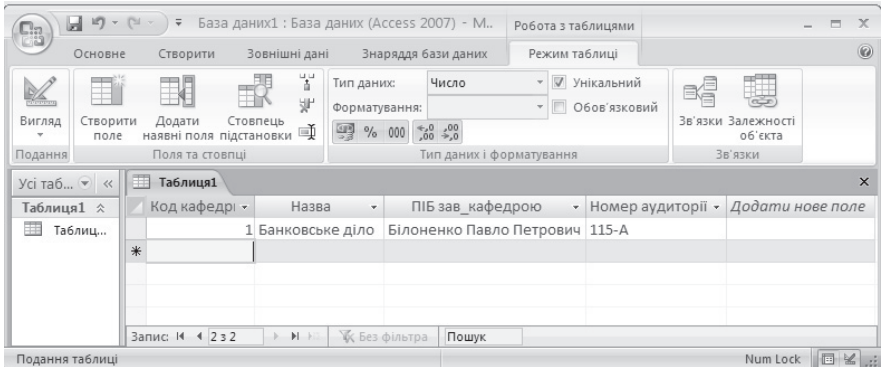 База даних1 : База даних (Access 2007) - M.. Робота з таблицями
Основне Створити Зовнішні дані Знаряддя бази даних Режим таблиці
Тип даних: Число Унікальний
Форматування: Обов'язковий
Вигляд Створити поле Додати наявні поля Стовпець підстановки % 000 Зв'язки Залежності об'єкта
Подання Поля та стовпці Тип даних і форматування Зв'язки
Усі таб... « Таблиця1 ×
Таблиця1 Код кафедри Назва ПІБ зав_кафедрою Номер аудиторії Додати нове поле
Таблиц... 1 Банковське діло Білоненко Павло Петрович 115-А
Запис: 2 з 2 Без фільтра Пошук
Подання таблиці Num Lock